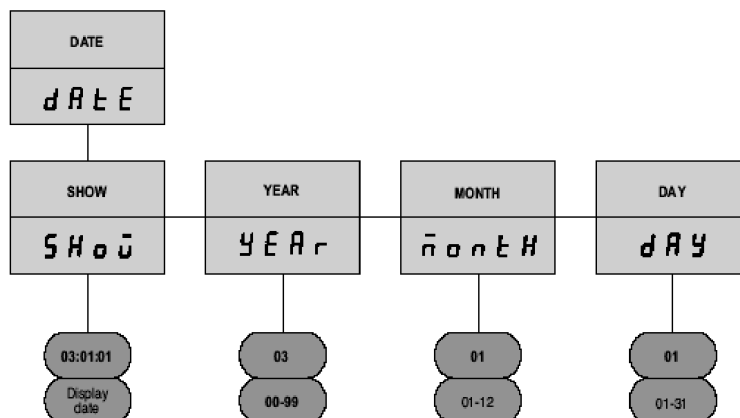 DATE
dAtE
SHOW
SHow
YEAR
YEAr
MONTH
montH
DAY
dAY
03:01:01
Display
date
03
00-99
01
01-12
01
01-31